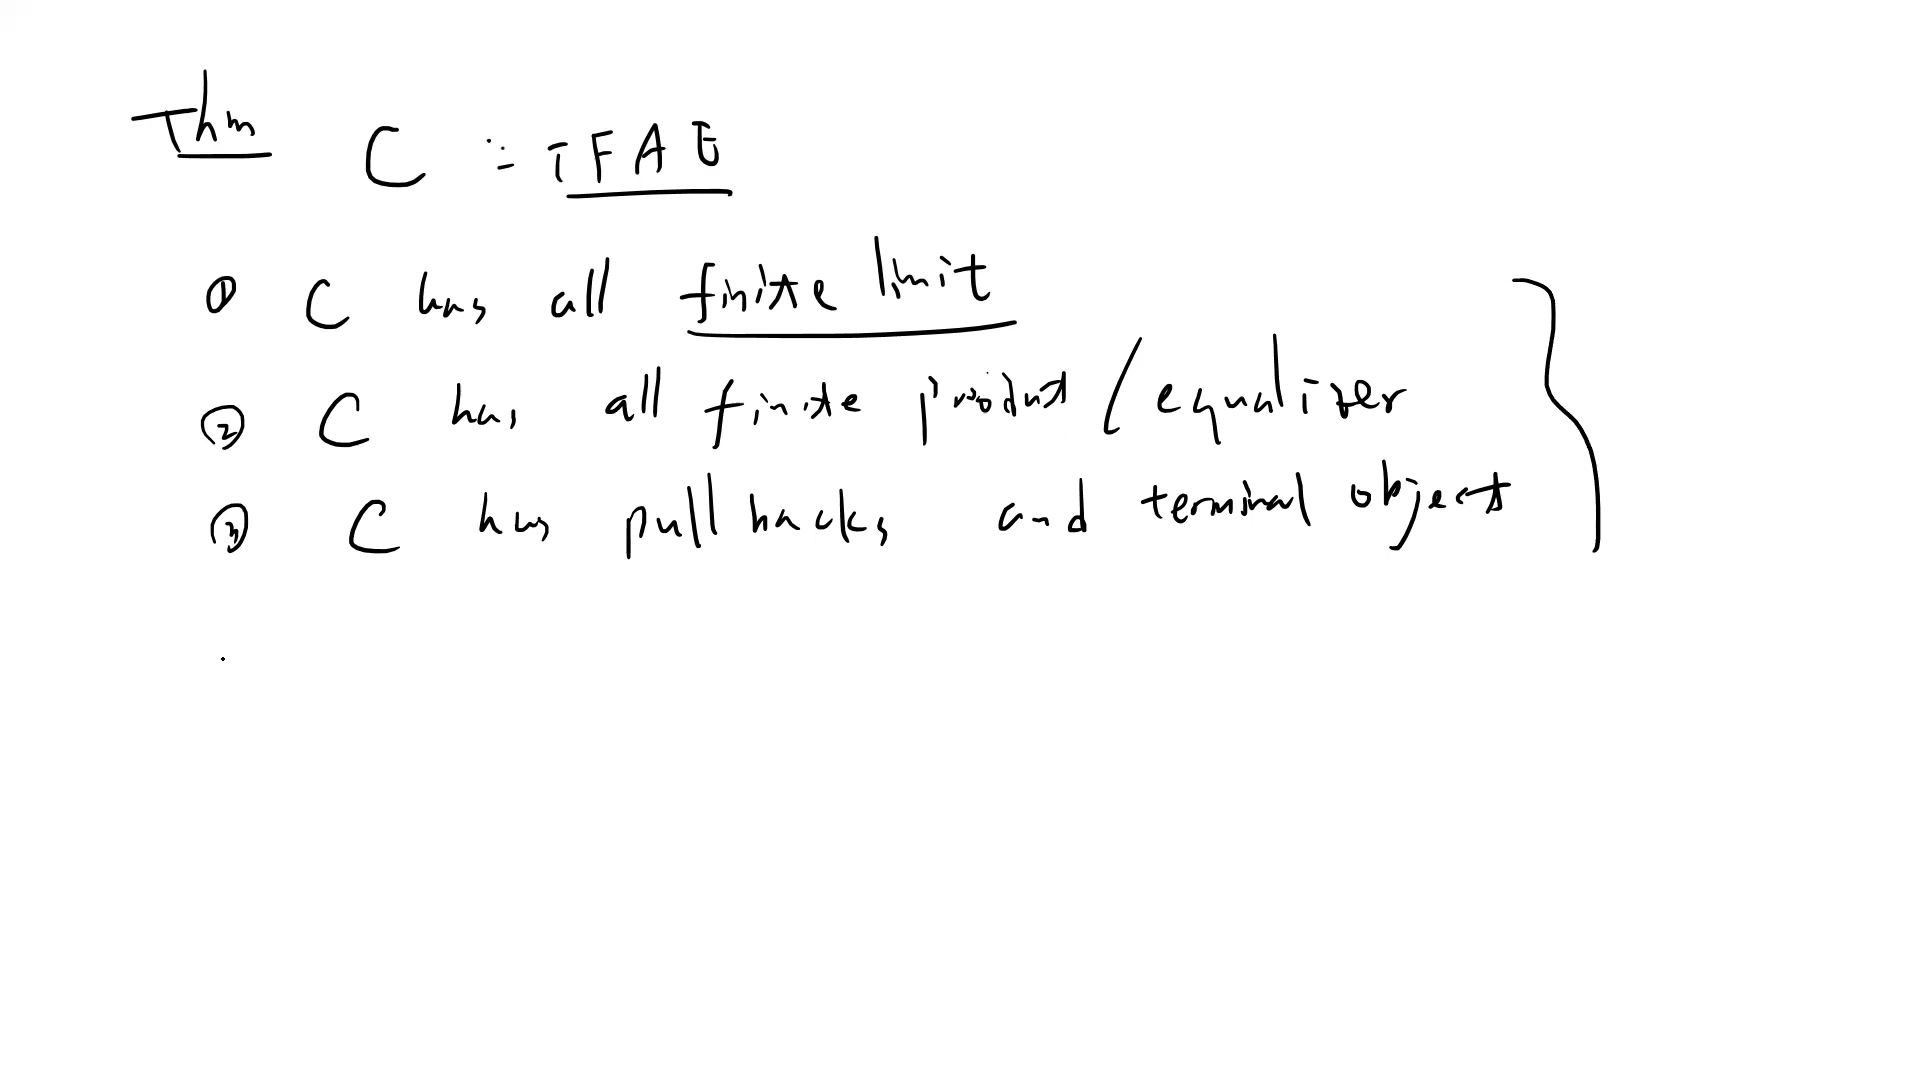 Thm C : TFAE
① C has all finite limit
② C has all finite product / equalizer
③ C has pullbacks and terminal object